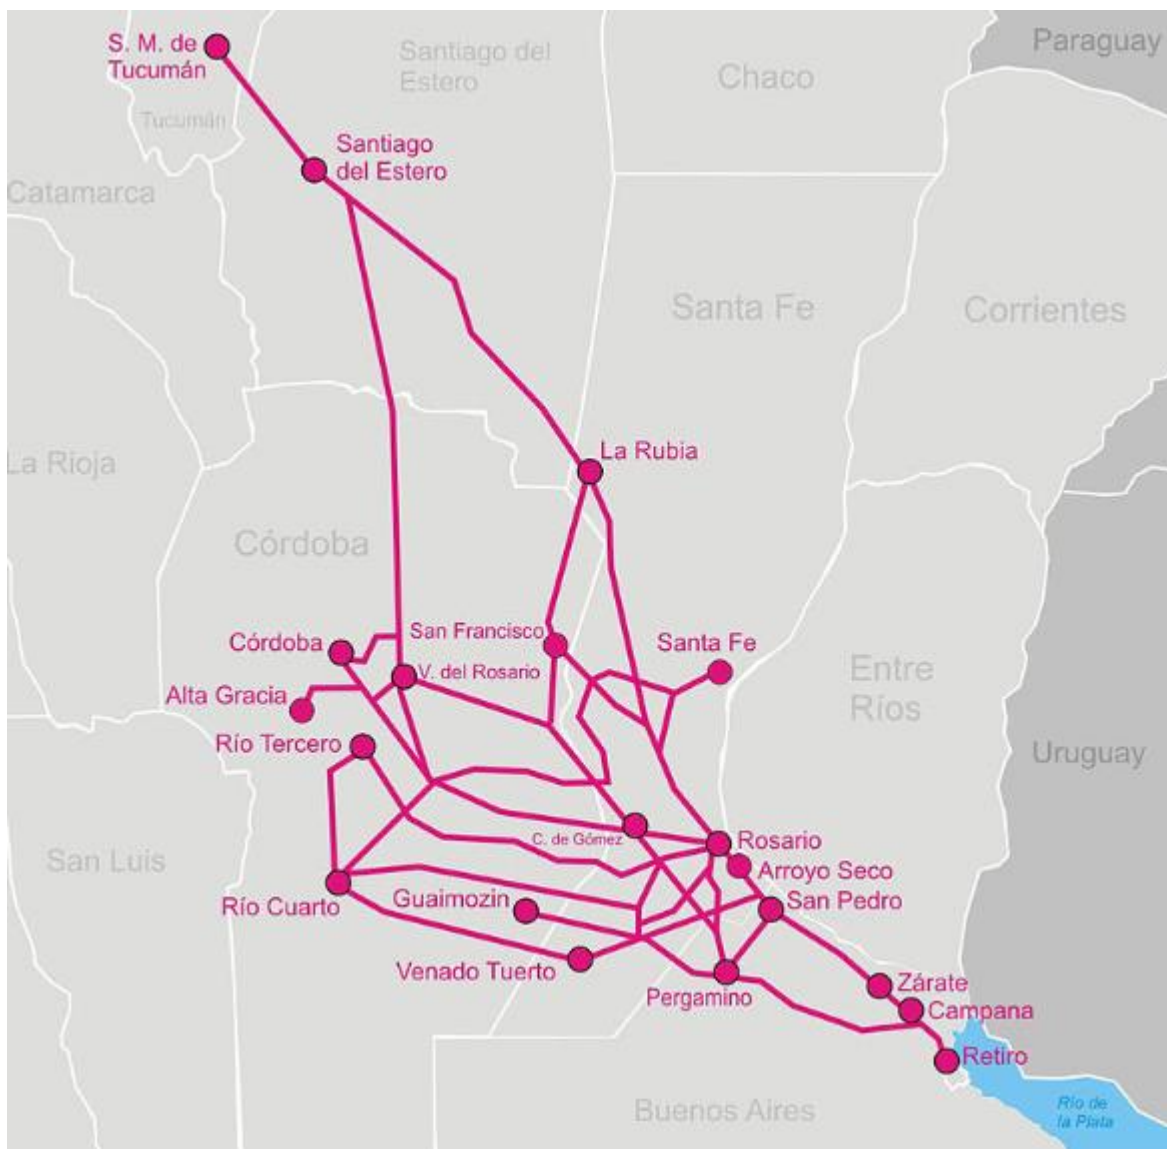 S. M. de
Tucumán
Santiago del
Estero
Paraguay
Chaco
Tucumán
Santiago
del Estero
Catamarca
Santa Fe
Corrientes
La Rubia
La Rioja
Córdoba
Córdoba
San Francisco
Santa Fe
Entre
Ríos
V. del Rosario
Alta Gracia
Río Tercero
Uruguay
C. de Gómez
Rosario
San Luis
Arroyo Seco
Río Cuarto
Guaimozin
San Pedro
Venado Tuerto
Pergamino
Zárate
Campana
Retiro
Buenos Aires
Río de
la Plata